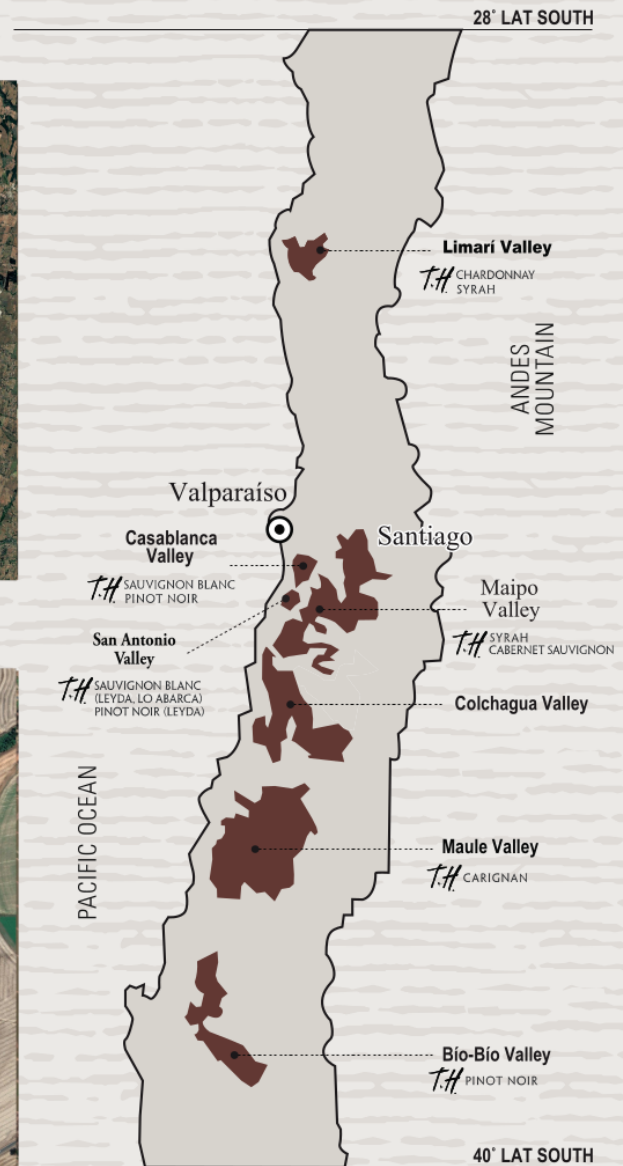 28° LAT SOUTH
Limarí Valley
T.H. CHARDONNAY
SYRAH
ANDES
MOUNTAIN
Valparaíso
Santiago
Casablanca
Valley
T.H. SAUVIGNON BLANC
PINOT NOIR
Maipo
Valley
T.H. SYRAH
CABERNET SAUVIGNON
San Antonio
Valley
T.H. SAUVIGNON BLANC
(LEYDA, LO ABARCA)
PINOT NOIR (LEYDA)
Colchagua Valley
PACIFIC OCEAN
Maule Valley
T.H. CARIGNAN
Bío-Bío Valley
T.H. PINOT NOIR
40° LAT SOUTH